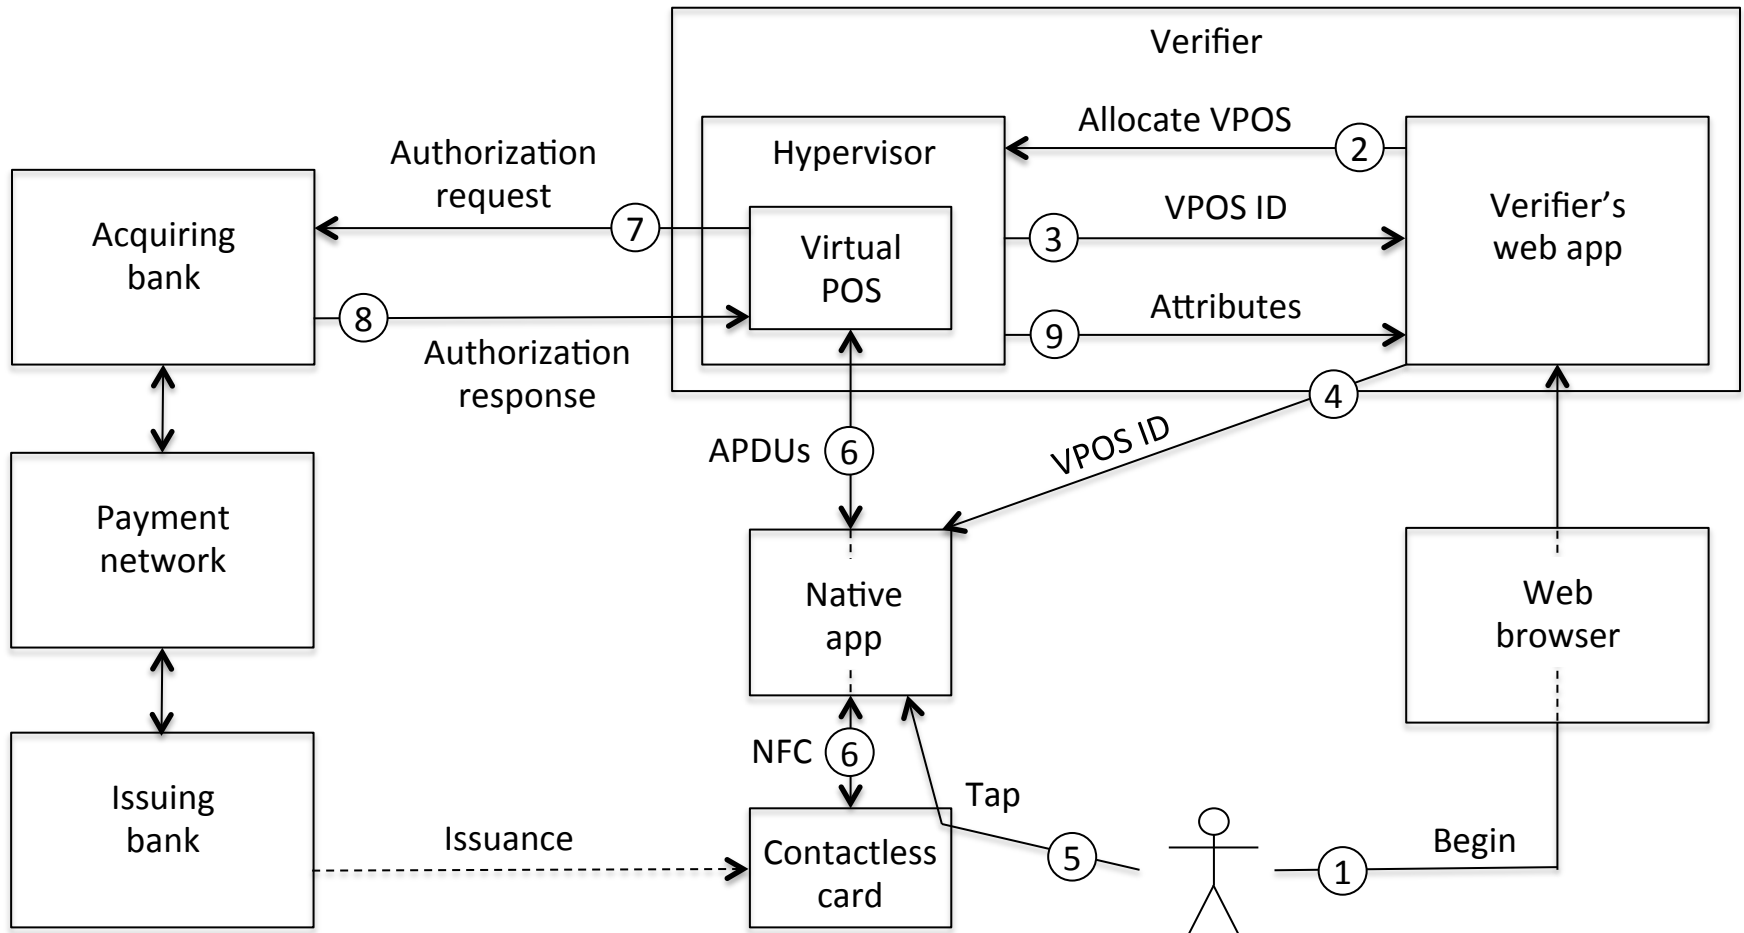 Verifier
Allocate VPOS
2
Hypervisor
Authorization
request
7
VPOS ID
3
Verifier’s
web app
Acquiring
bank
Virtual
POS
8
Attributes
9
Authorization
response
4
VPOS ID
APDUs
6
Payment
network
Native
app
Web
browser
NFC
6
Tap
Issuing
bank
Issuance
Contactless
card
5
1
Begin